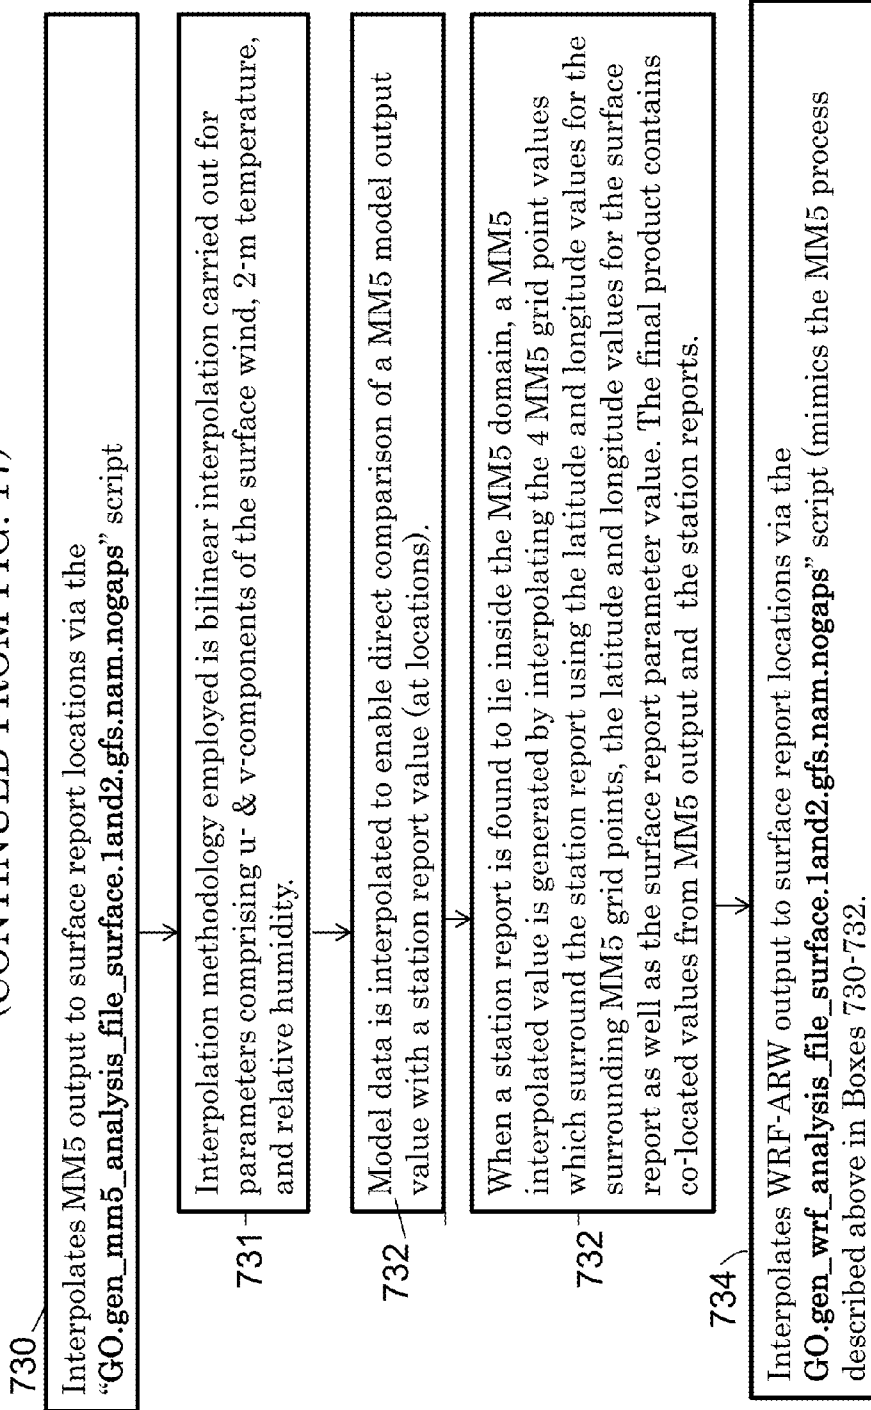 (CONTINUED FROM FIG. 17)
730
Interpolates MM5 output to surface report locations via the
“GO.gen_mm5_analysis_file_surface.land2.gfs.nam.nogaps” script
731
Interpolation methodology employed is bilinear interpolation carried out for
parameters comprising u- & v-components of the surface wind, 2-m temperature,
and relative humidity.
732
Model data is interpolated to enable direct comparison of a MM5 model output
value with a station report value (at locations).
732
When a station report is found to lie inside the MM5 domain, a MM5
interpolated value is generated by interpolating the 4 MM5 grid point values
which surround the station report using the latitude and longitude values for the
surrounding MM5 grid points, the latitude and longitude values for the surface
report as well as the surface report parameter value. The final product contains
co-located values from MM5 output and the station reports.
734
Interpolates WRF-ARW output to surface report locations via the
GO.gen_wrf_analysis_file_surface.land2.gfs.nam.nogaps” script (mimics the MM5 process
described above in Boxes 730-732.